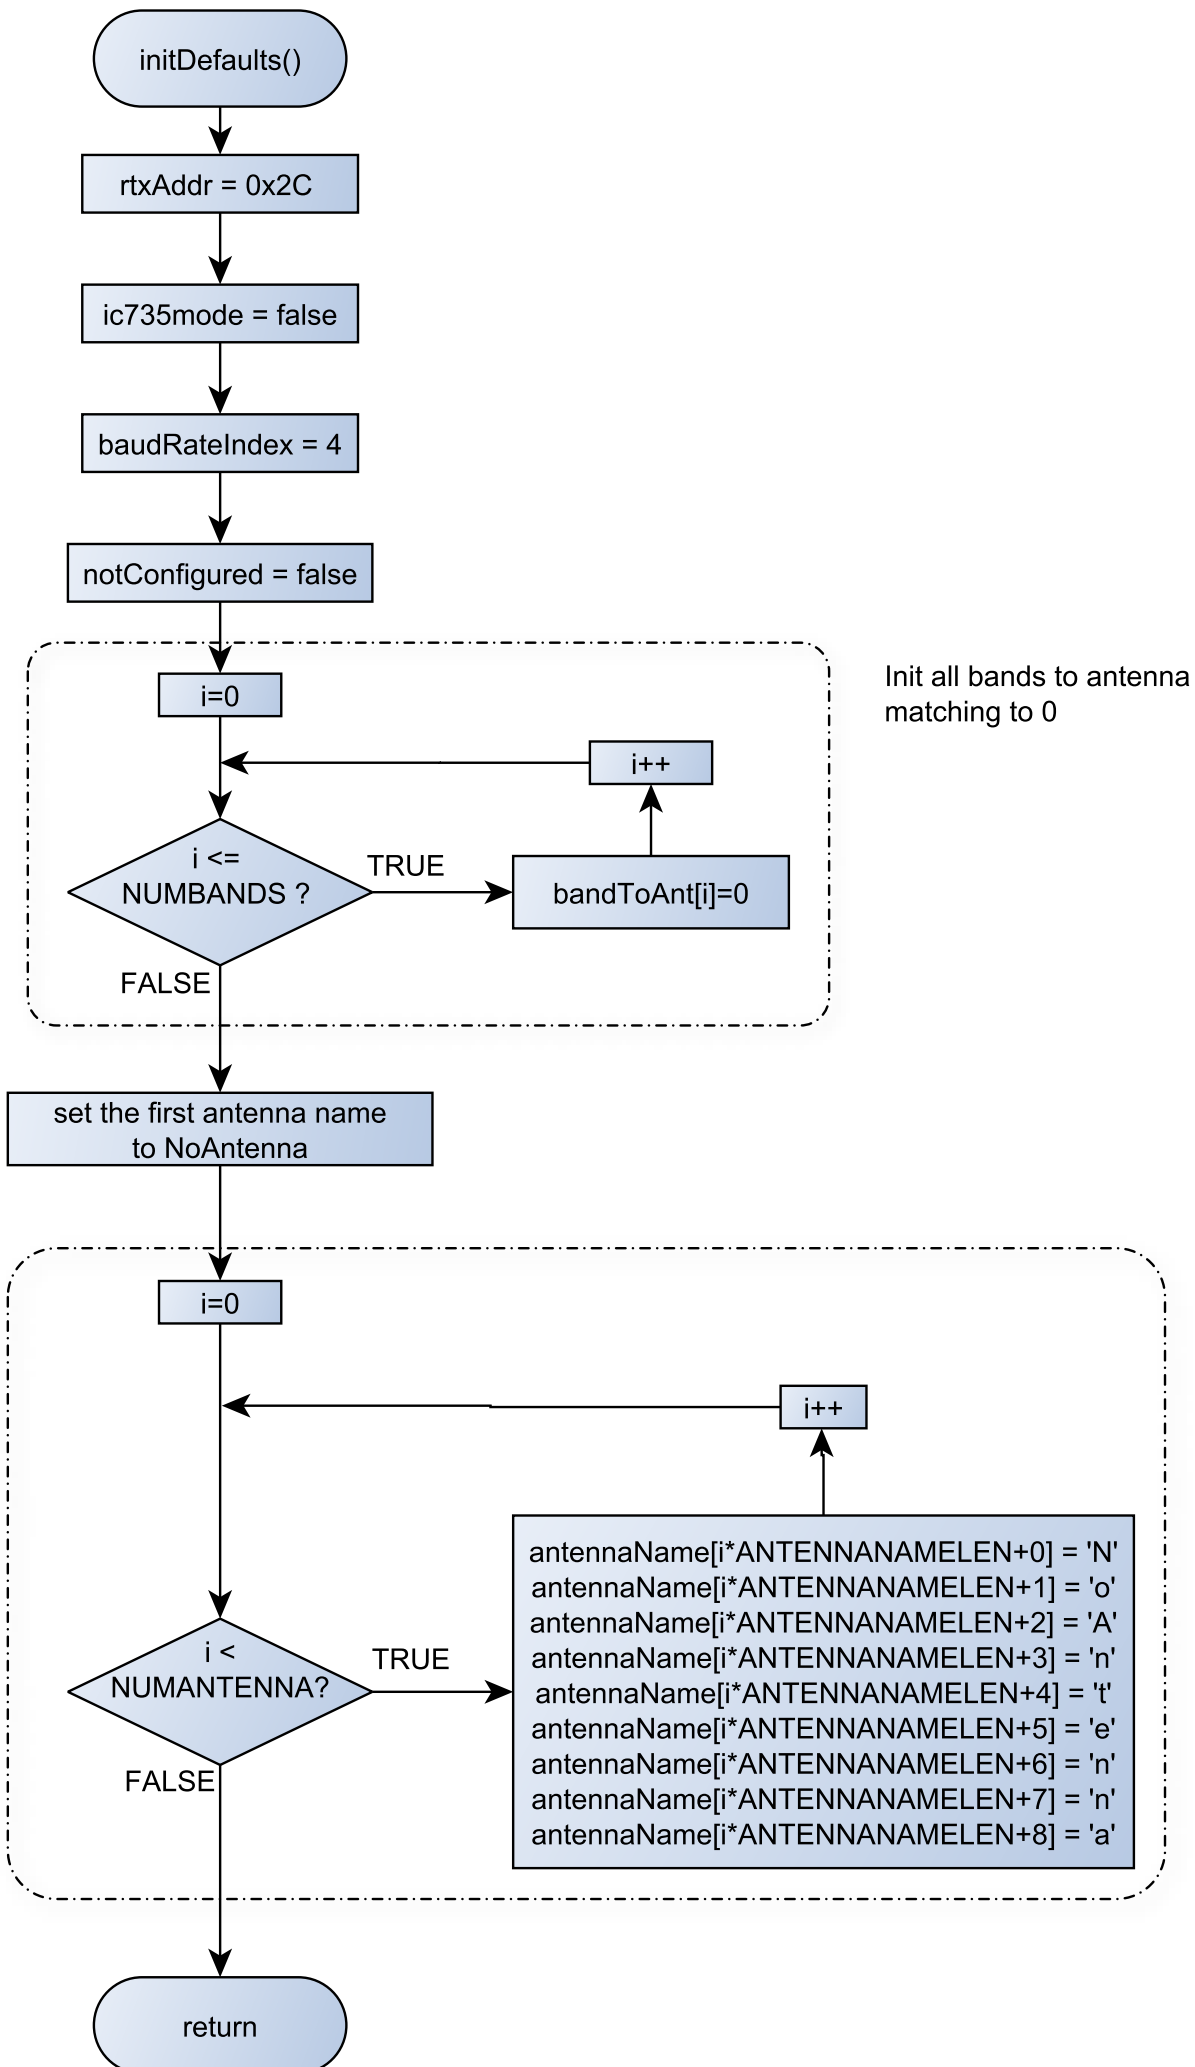 initDefaults()
rtxAddr = 0x2C
ic735mode = false
baudRateIndex = 4
notConfigured = false
i=0
Init all bands to antenna
matching to 0
i++
i <=
NUMBANDS ?
TRUE
bandToAnt[i]=0
FALSE
set the first antenna name
to NoAntenna
i=0
i++
i <
NUMANTENNA?
TRUE
antennaName[i*ANTENNANAMELEN+0] = 'N'
antennaName[i*ANTENNANAMELEN+1] = 'o'
antennaName[i*ANTENNANAMELEN+2] = 'A'
antennaName[i*ANTENNANAMELEN+3] = 'n'
antennaName[i*ANTENNANAMELEN+4] = 't'
antennaName[i*ANTENNANAMELEN+5] = 'e'
antennaName[i*ANTENNANAMELEN+6] = 'n'
antennaName[i*ANTENNANAMELEN+7] = 'n'
antennaName[i*ANTENNANAMELEN+8] = 'a'
FALSE
return